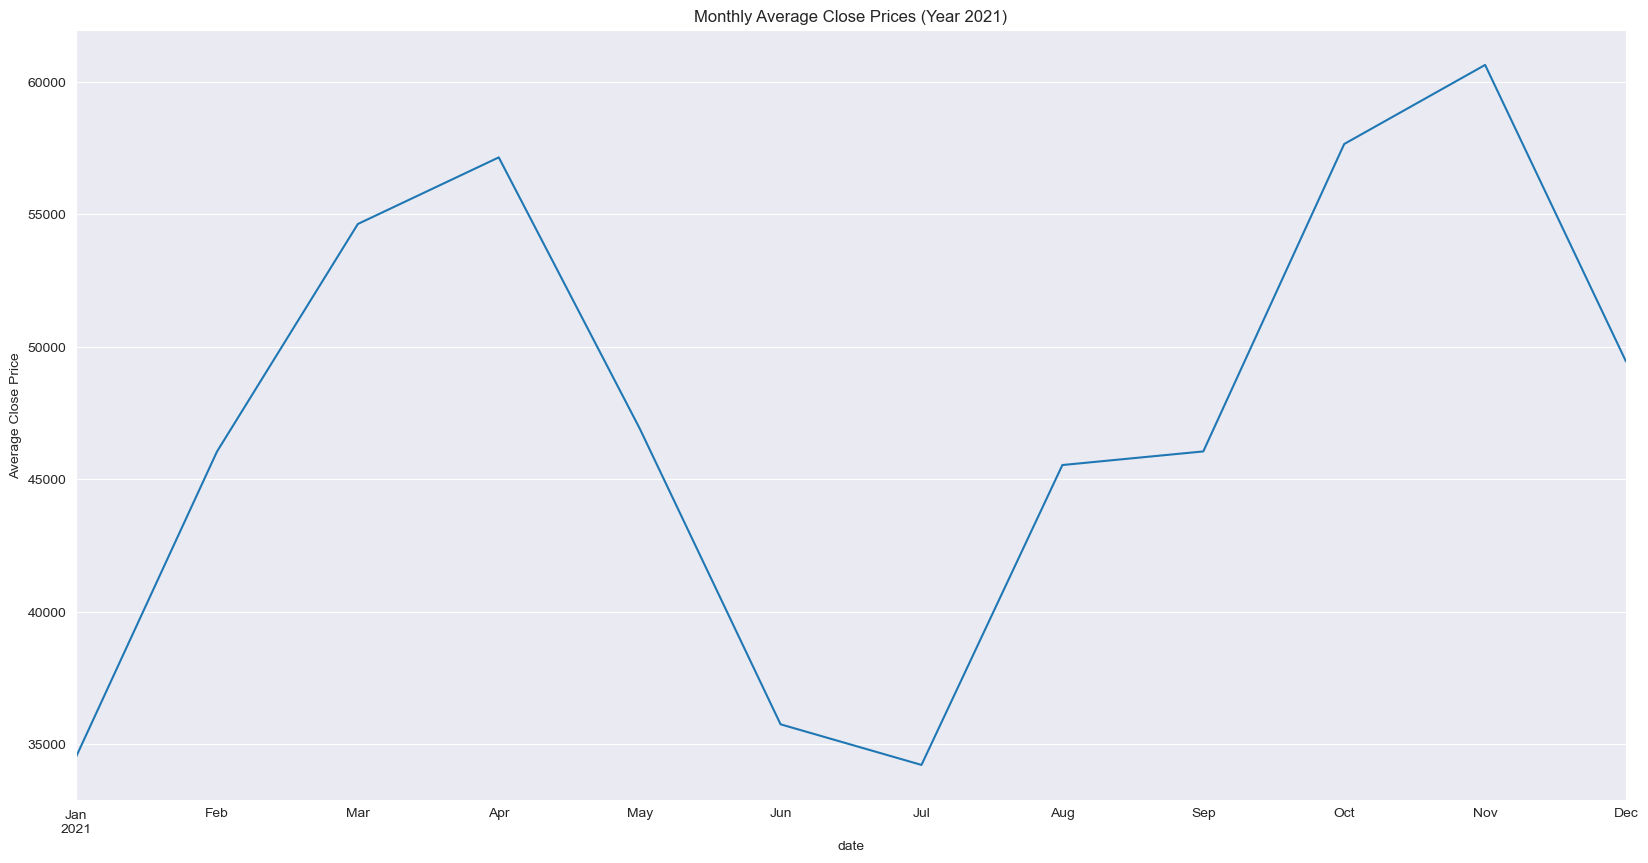 Monthly Average Close Prices (Year 2021)
Average Close Price
60000
55000
50000
45000
40000
35000
Jan Feb Mar Apr May Jun Jul Aug Sep Oct Nov Dec
2021
date